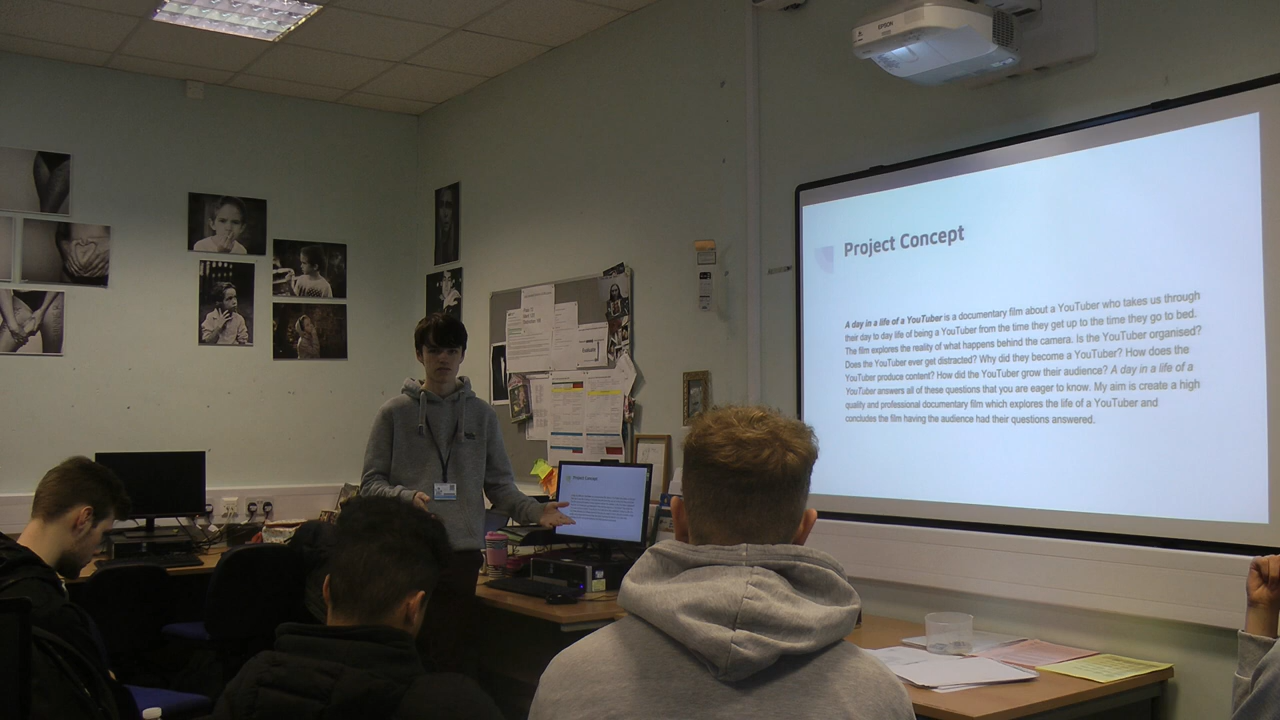 EPSON
Project Concept
A day in a life of a YouTuber is a documentary film about a YouTuber who takes us through
their day to day life of being a YouTuber from the time they get up to the time they go to bed.
The film explores the reality of what happens behind the camera. Is the YouTuber organised?
Does the YouTuber ever get distracted? Why did they become a YouTuber? How does the
YouTuber produce content? How did the YouTuber grow their audience? A day in a life of a
YouTuber answers all of these questions that you are eager to know. My aim is create a high
quality and professional documentary film which explores the life of a YouTuber and
concludes the film having the audience had their questions answered.
Project Concept